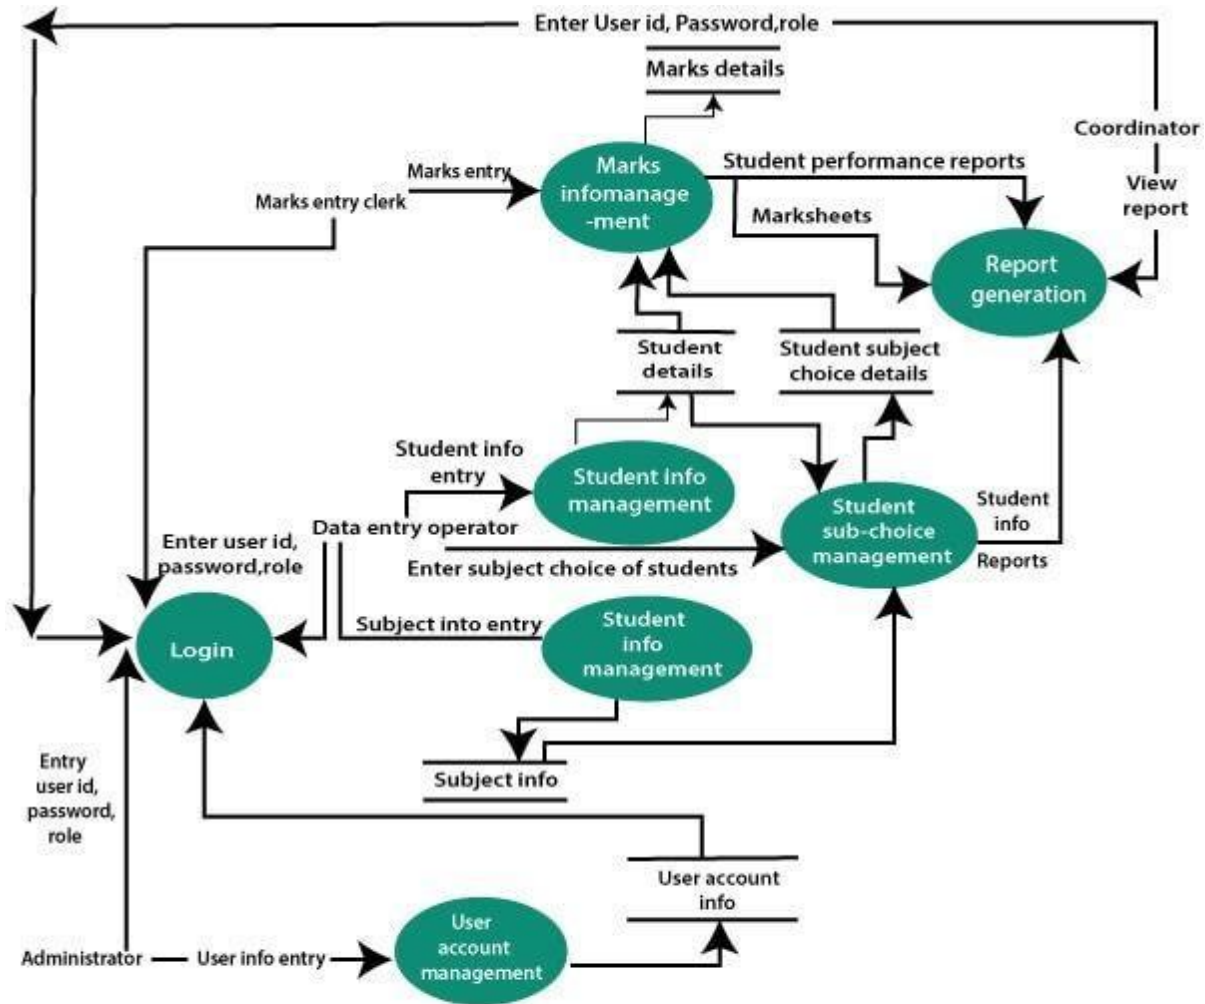 Enter User id, Password,role
Marks details
Coordinator
Marks entry
Marks
infomanage
-ment
Student performance reports
View
report
Marks entry clerk
Marksheets
Report
generation
Student
details
Student subject
choice details
Student info
entry
Student info
management
Student
sub-choice
management
Student
info
Reports
Data entry operator
Enter user id,
password,role
Enter subject choice of students
Subject into entry
Student
info
management
Login
Entry
user id,
password,
role
Subject info
User account
info
User
account
management
Administrator
User info entry